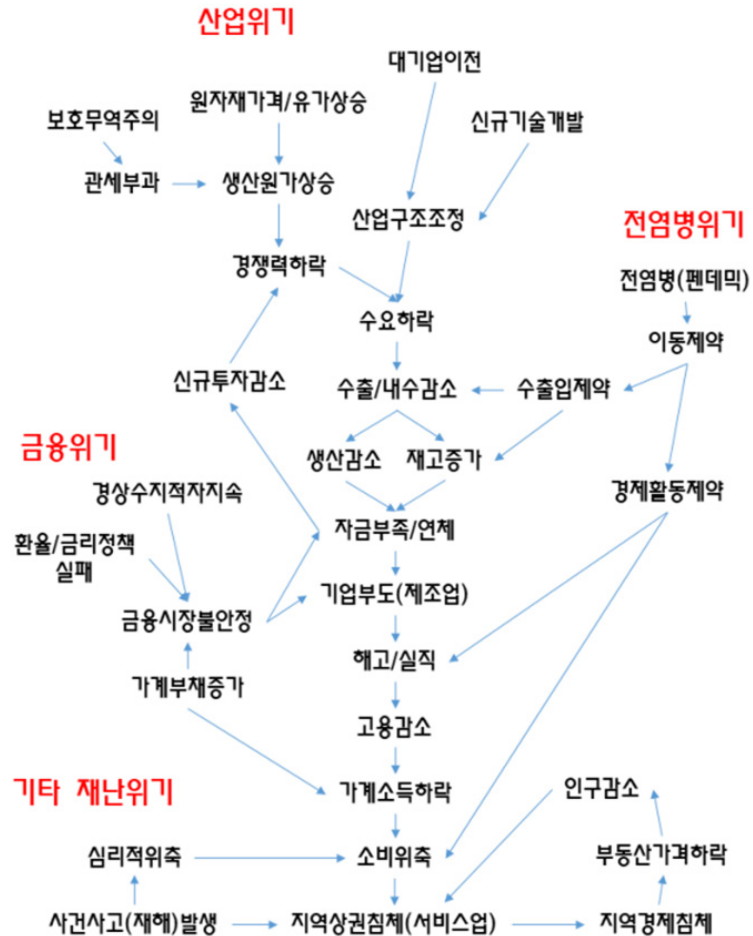 산업위기
대기업이전
원자재가격/유가상승
보호무역주의
신규기술개발
관세부과
생산원가상승
산업구조조정
전염병위기
경쟁력하락
전염병(펜데믹)
수요하락
이동제약
신규투자감소
수출/내수감소
수출입제약
금융위기
생산감소
재고증가
경상수지적자지속
경제활동제약
자금부족/연체
환율/금리정책
실패
기업부도(제조업)
금융시장불안정
해고/실직
가계부채증가
고용감소
기타 재난위기
가계소득하락
인구감소
심리적위축
소비위축
부동산가격하락
사건사고(재해)발생
지역상권침체(서비스업)
지역경제침체